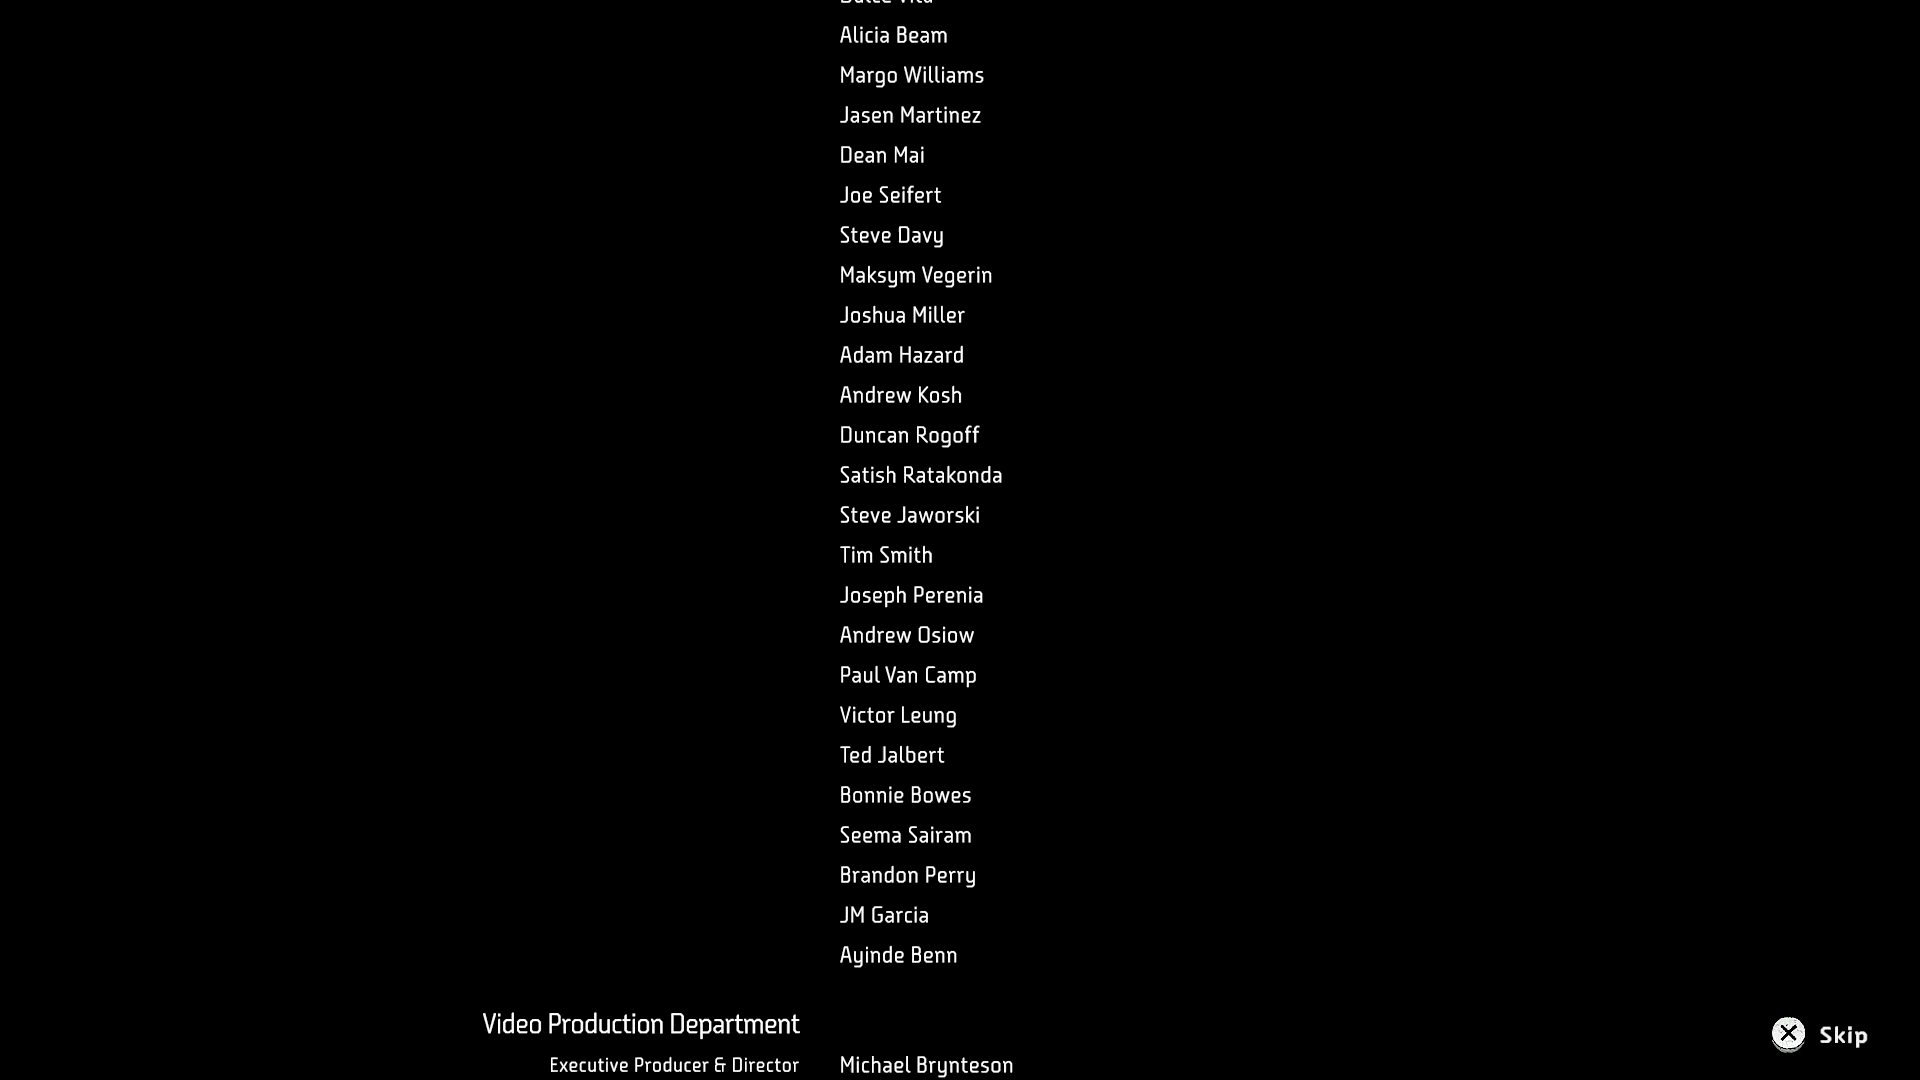 Alicia Beam
Margo Williams
Jasen Martinez
Dean Mai
Joe Seifert
Steve Davy
Maksym Vegerin
Joshua Miller
Adam Hazard
Andrew Kosh
Duncan Rogoff
Satish Ratakonda
Steve Jaworski
Tim Smith
Joseph Perenia
Andrew Osiow
Paul Van Camp
Victor Leung
Ted Jalbert
Bonnie Bowes
Seema Sairam
Brandon Perry
JM Garcia
Ayinde Benn
Video Production Department
Skip
Executive Producer & Director Michael Brynteson